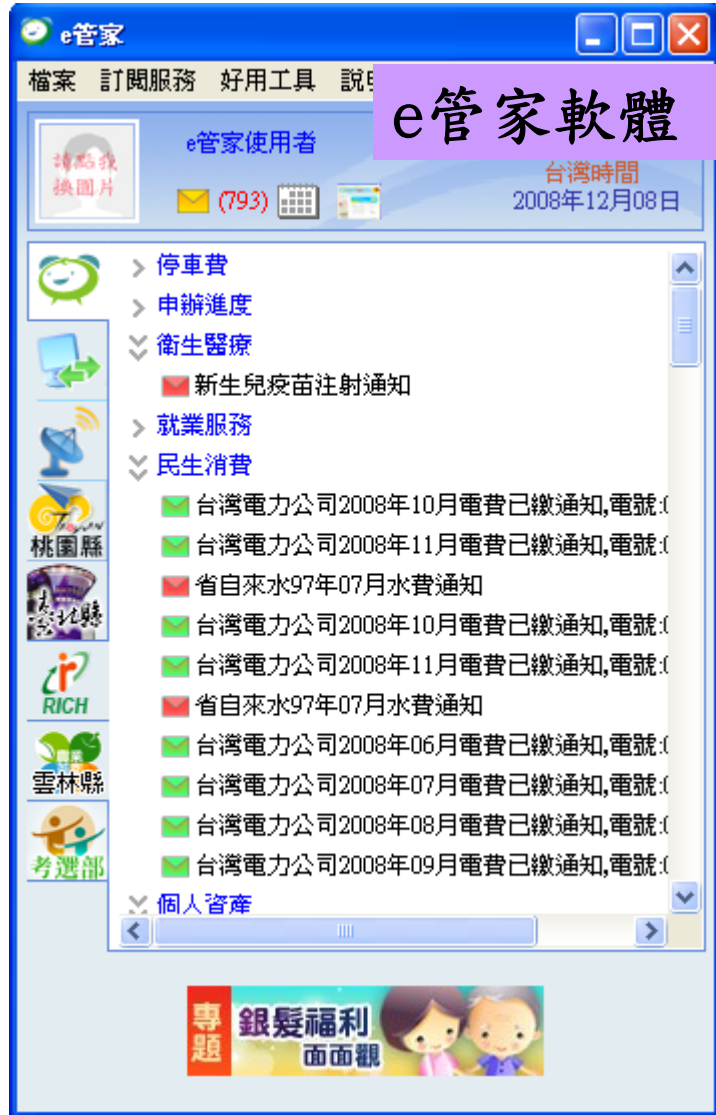 e管家
檔案 訂閱服務 好用工具
e管家軟體
e管家使用者
請點我
換圖片
(793)
台灣時間
2008年12月08日
停車費
申辦進度
衛生醫療
新生兒疫苗注射通知
就業服務
民生消費
台灣電力公司2008年10月電費已繳通知,電號:
台灣電力公司2008年11月電費已繳通知,電號:
省自來水97年07月水費通知
台灣電力公司2008年10月電費已繳通知,電號:
台灣電力公司2008年11月電費已繳通知,電號:
省自來水97年07月水費通知
台灣電力公司2008年06月電費已繳通知,電號:
台灣電力公司2008年07月電費已繳通知,電號:
台灣電力公司2008年08月電費已繳通知,電號:
台灣電力公司2008年09月電費已繳通知,電號:
個人資產
桃園縣
臺北縣
RICH
農業
雲林縣
考選部
專題
銀髮福利
面面觀